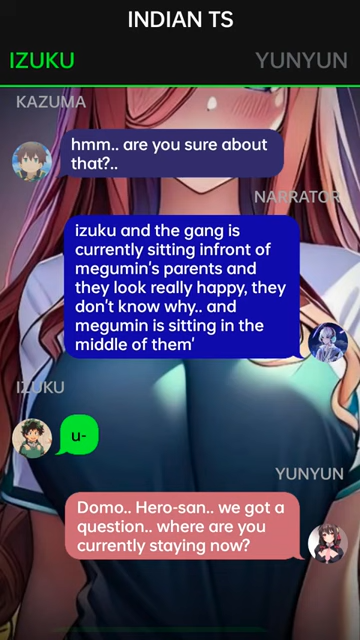 INDIAN TS
IZUKU
YUNYUN
KAZUMA
hmm.. are you sure about
that?..
NARRATOR
izuku and the gang is
currently sitting infront of
megumin's parents and
they look really happy, they
don't know why.. and
megumin is sitting in the
middle of them'
IZUKU
u-
YUNYUN
Domo.. Hero-san.. we got a
question.. where are you
currently staying now?